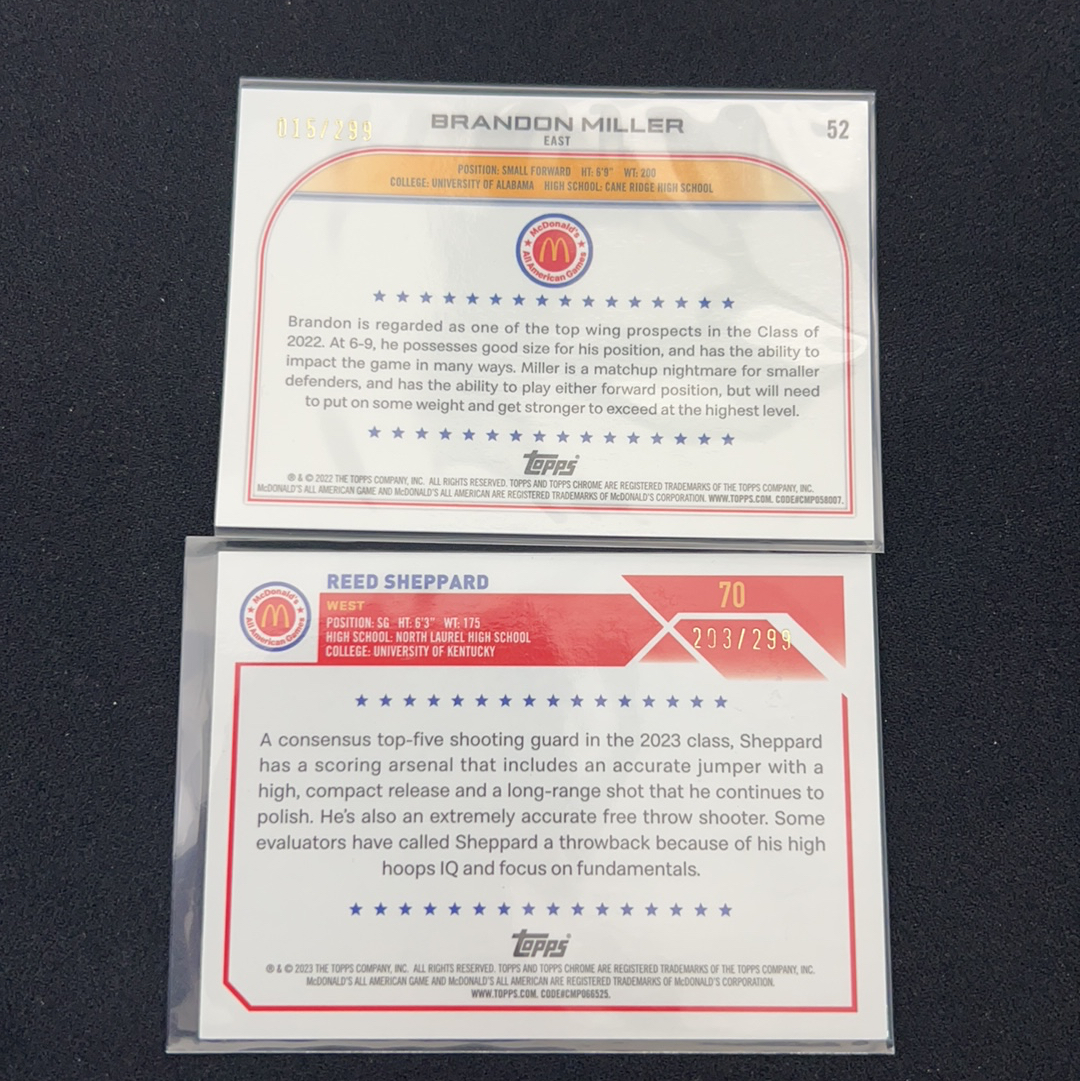 015/299
BRANDON MILLER
52
EAST
POSITION: SMALL FORWARD HT: 6'9" WT: 200
COLLEGE: UNIVERSITY OF ALABAMA HIGH SCHOOL: CANE RIDGE HIGH SCHOOL
McDonald's
All American Games
Brandon is regarded as one of the top wing prospects in the Class of
2022. At 6-9, he possesses good size for his position, and has the ability to
impact the game in many ways. Miller is a matchup nightmare for smaller
defenders, and has the ability to play either forward position, but will need
to put on some weight and get stronger to exceed at the highest level.
Topps
® & © 2022 THE TOPPS COMPANY, INC. ALL RIGHTS RESERVED. TOPPS AND TOPPS CHROME ARE REGISTERED TRADEMARKS OF THE TOPPS COMPANY, INC.
McDONALD'S ALL AMERICAN GAME AND McDONALD'S ALL AMERICAN ARE REGISTERED TRADEMARKS OF McDONALD'S CORPORATION. WWW.TOPPS.COM. CODE#CMP058007.
McDonald's
All American Games
REED SHEPPARD
WEST
POSITION: SG HT: 6'3" WT: 175
HIGH SCHOOL: NORTH LAUREL HIGH SCHOOL
COLLEGE: UNIVERSITY OF KENTUCKY
70
203/299
A consensus top-five shooting guard in the 2023 class, Sheppard
has a scoring arsenal that includes an accurate jumper with a
high, compact release and a long-range shot that he continues to
polish. He's also an extremely accurate free throw shooter. Some
evaluators have called Sheppard a throwback because of his high
hoops IQ and focus on fundamentals.
Topps
® & © 2023 THE TOPPS COMPANY, INC. ALL RIGHTS RESERVED. TOPPS AND TOPPS CHROME ARE REGISTERED TRADEMARKS OF THE TOPPS COMPANY, INC.
McDONALD'S ALL AMERICAN GAME AND McDONALD'S ALL AMERICAN ARE REGISTERED TRADEMARKS OF McDONALD'S CORPORATION.
WWW.TOPPS.COM. CODE#CMP066525.